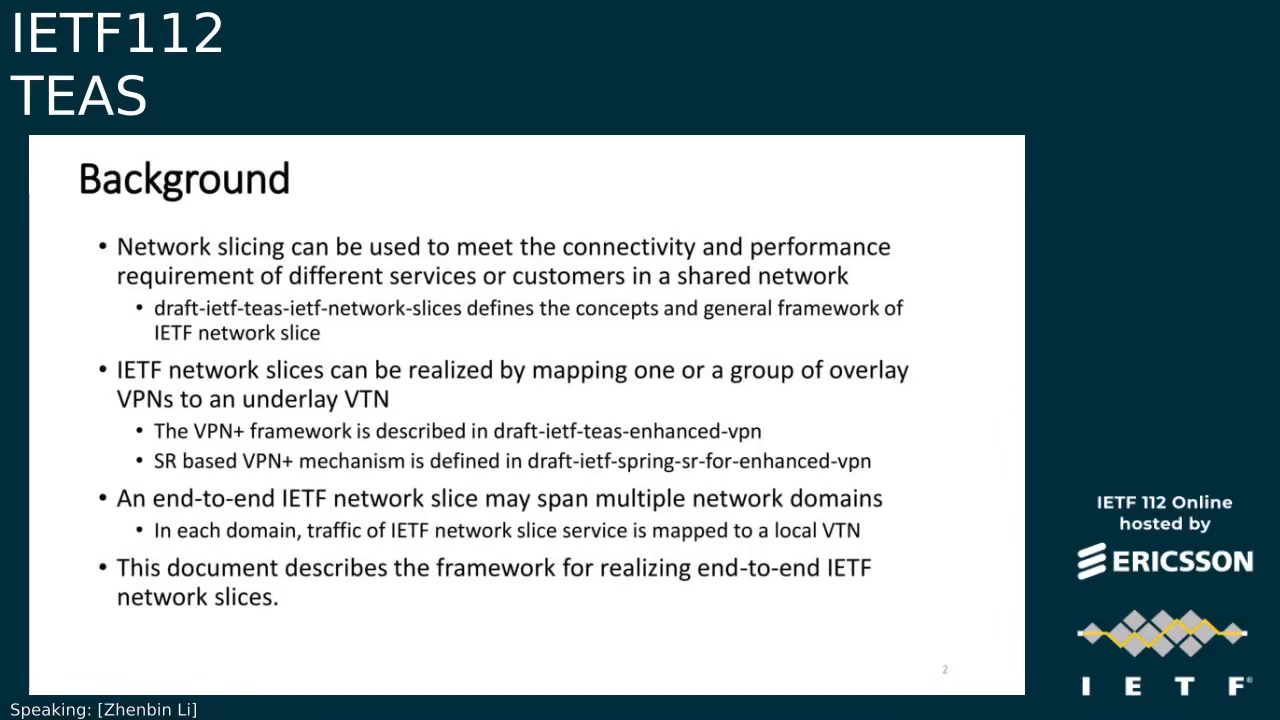 IETF112
TEAS
Background
• Network slicing can be used to meet the connectivity and performance
requirement of different services or customers in a shared network
• draft-ietf-teas-ietf-network-slices defines the concepts and general framework of
IETF network slice
• IETF network slices can be realized by mapping one or a group of overlay
VPNs to an underlay VTN
• The VPN+ framework is described in draft-ietf-teas-enhanced-vpn
• SR based VPN+ mechanism is defined in draft-ietf-spring-sr-for-enhanced-vpn
• An end-to-end IETF network slice may span multiple network domains
• In each domain, traffic of IETF network slice service is mapped to a local VTN
• This document describes the framework for realizing end-to-end IETF
network slices.
2
IETF 112 Online
hosted by
ERICSSON
I E T F®
Speaking: [Zhenbin Li]